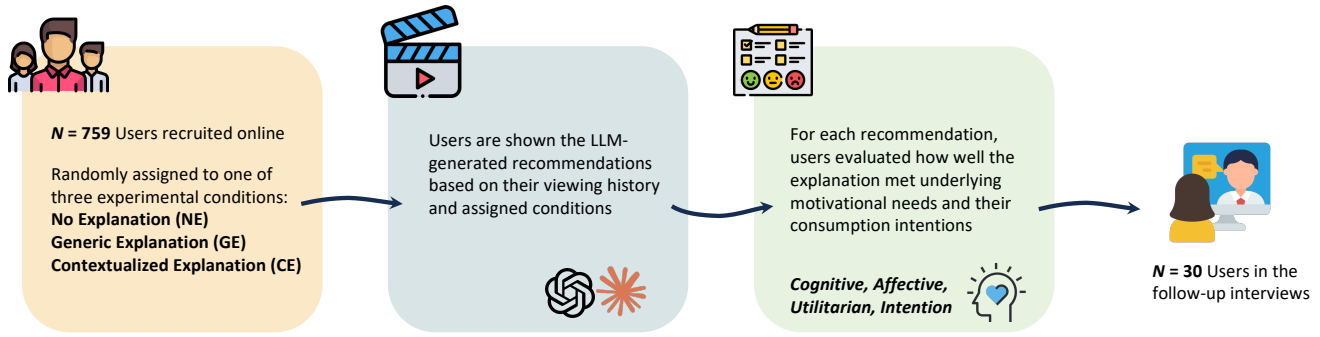 N = 759 Users recruited online
Randomly assigned to one of
three experimental conditions:
No Explanation (NE)
Generic Explanation (GE)
Contextualized Explanation (CE)
Users are shown the LLM-
generated recommendations
based on their viewing history
and assigned conditions
For each recommendation,
users evaluated how well the
explanation met underlying
motivational needs and their
consumption intentions
Cognitive, Affective,
Utilitarian, Intention
N = 30 Users in the
follow-up interviews